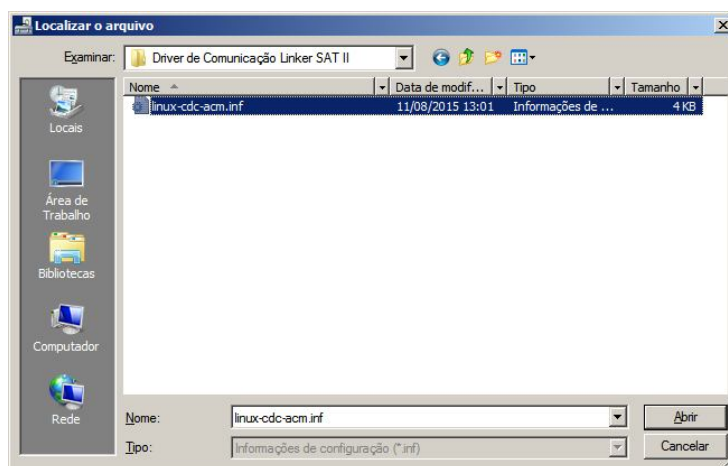 Localizar o arquivo
Examinar: Driver de Comunicação Linker SAT II
Nome Data de modif... Tipo Tamanho
linux-cdc-acm.inf 11/08/2015 13:01 Informações de ... 4 KB
Locais
Área de
Trabalho
Bibliotecas
Computador
Rede
Nome: linux-cdc-acm.inf Abrir
Tipo: Informações de configuração (*.inf) Cancelar